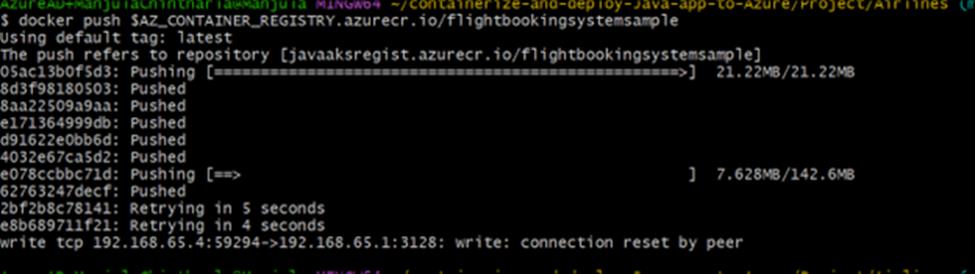 AzureAD+ManjulaChintharla@Manjula MINGW64 ~/containerize-and-deploy-Java-app-to-Azure/Project/Airlines
$ docker push $AZ_CONTAINER_REGISTRY.azurecr.io/flightbookingsystemsample
Using default tag: latest
The push refers to repository [javaaksregist.azurecr.io/flightbookingsystemsample]
05ac13b0f5d3: Pushing [==================================================>]  21.22MB/21.22MB
8d3f98180503: Pushed
8aa22509a9aa: Pushed
e171364999db: Pushed
d91622e0bb6d: Pushed
4032e67ca5d2: Pushed
e078ccbbc71d: Pushing [==>                                                ]  7.628MB/142.6MB
62763247decf: Pushed
2bf2b8c78141: Retrying in 5 seconds
e8b689711f21: Retrying in 4 seconds
write tcp 192.168.65.4:59294->192.168.65.1:3128: write: connection reset by peer